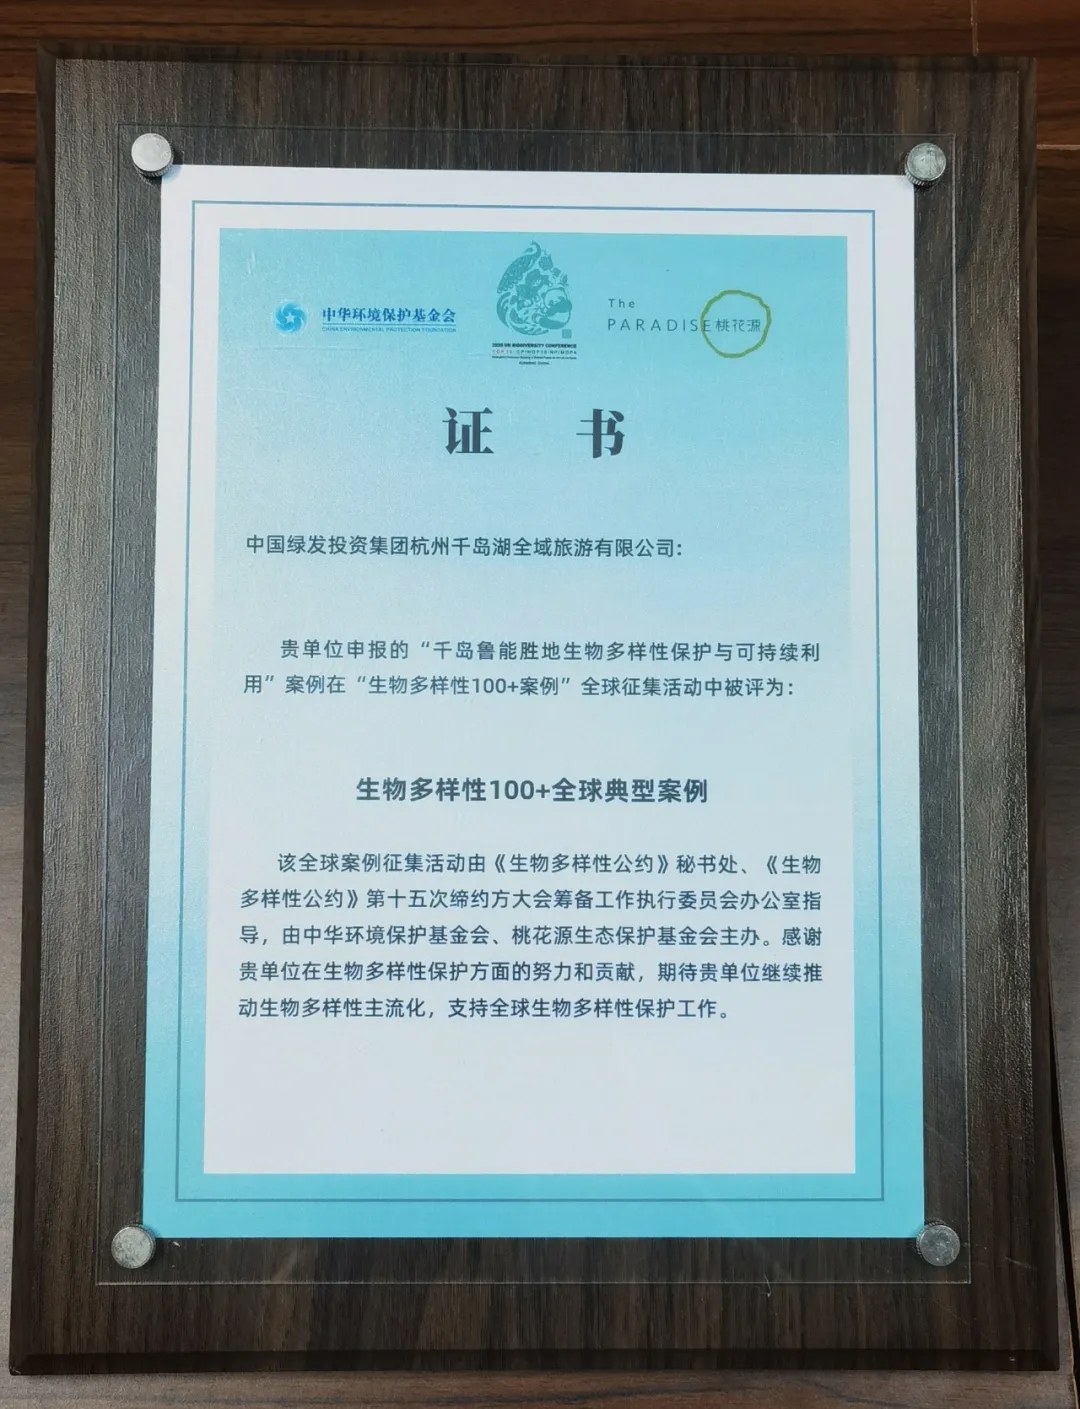 中华环境保护基金会
CHINA ENVIRONMENTAL PROTECTION FOUNDATION
2020 UN BIODIVERSITY CONFERENCE
COP15/CP-MOP10/NP-MOP4
The
PARADISE 桃花源
证 书
中国绿发投资集团杭州千岛湖全域旅游有限公司：
贵单位申报的“千岛鲁能胜地生物多样性保护与可持续利
用”案例在“生物多样性100+案例”全球征集活动中被评为：
生物多样性100+全球典型案例
该全球案例征集活动由《生物多样性公约》秘书处、《生物
多样性公约》第十五次缔约方大会筹备工作执行委员会办公室指
导，由中华环境保护基金会、桃花源生态保护基金会主办。感谢
贵单位在生物多样性保护方面的努力和贡献，期待贵单位继续推
动生物多样性主流化，支持全球生物多样性保护工作。